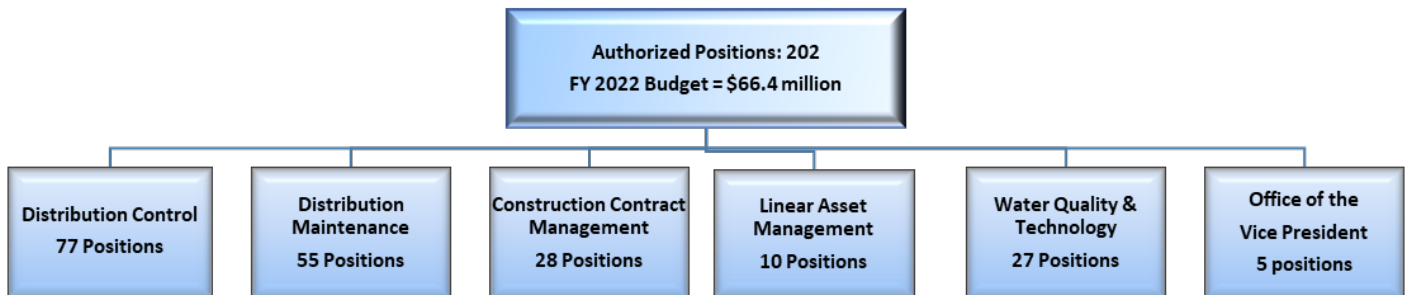 Authorized Positions: 202
FY 2022 Budget = $66.4 million
Distribution Control
77 Positions
Distribution
Maintenance
55 Positions
Construction Contract
Management
28 Positions
Linear Asset
Management
10 Positions
Water Quality &
Technology
27 Positions
Office of the
Vice President
5 positions